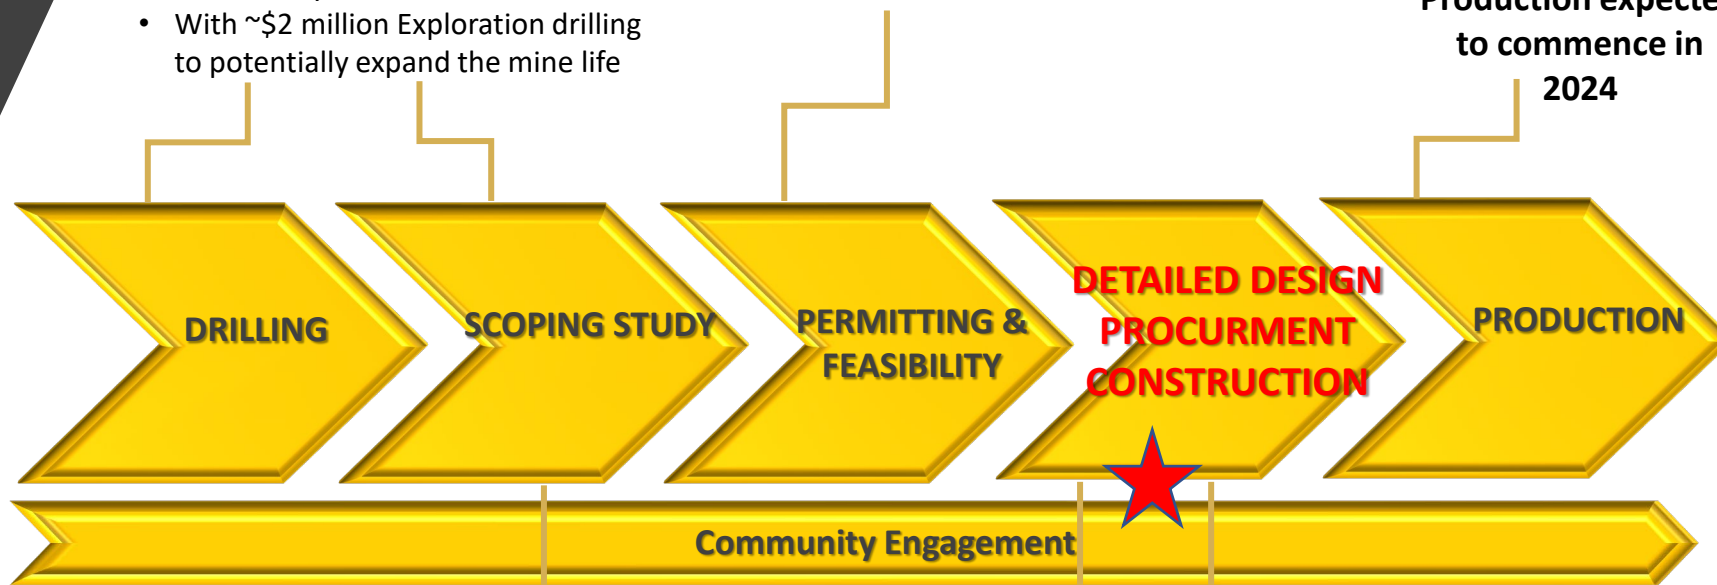 • With ~$2 million Exploration drilling
to potentially expand the mine life
to commence in
2024
DRILLING
SCOPING STUDY
PERMITTING &
FEASIBILITY
DETAILED DESIGN
PROCURMENT
CONSTRUCTION
PRODUCTION
Community Engagement